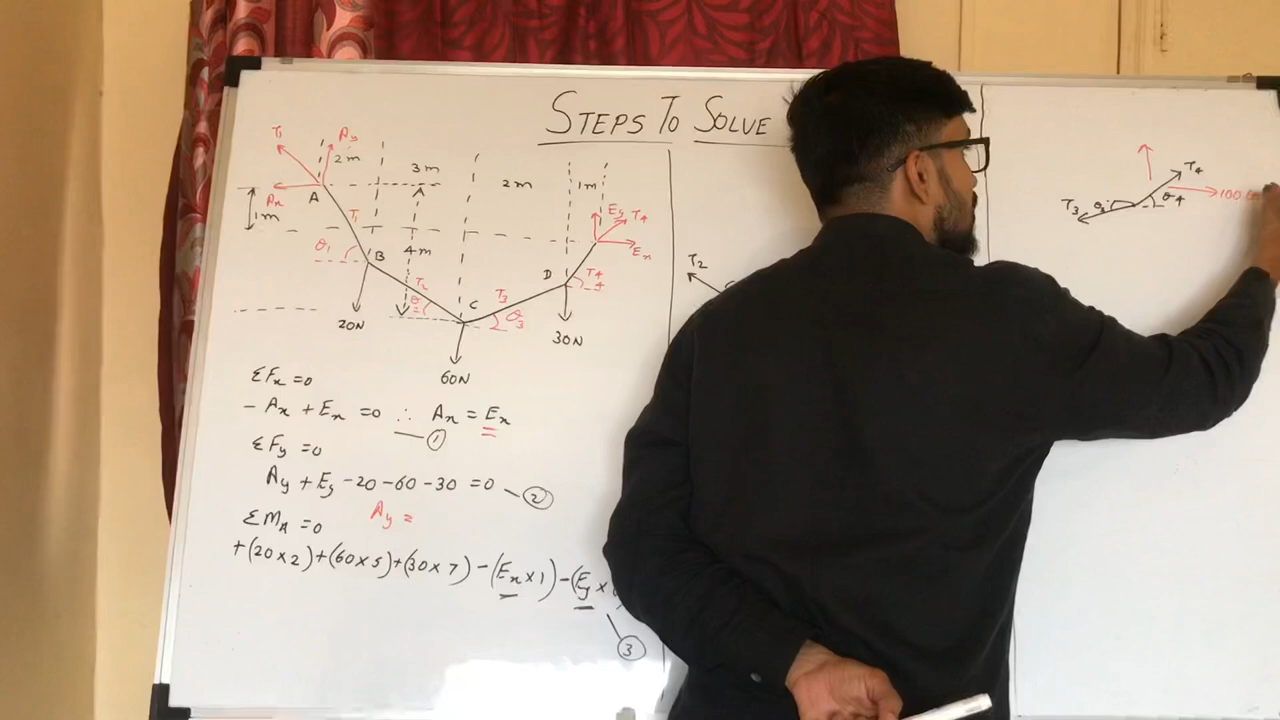 STEPS TO SOLVE
T₁
Ay
2m
3m
2m
1m
Ax
A
1m
T₁
θ₁
B
4m
T₂
C
T₃
θ₃
D
Ey
T₄
Ex
20N
60N
30N
ΣFx = 0
- Ax + Ex = 0 ∴ Ax = Ex
①
ΣFy = 0
Ay + Ey - 20 - 60 - 30 = 0 — ②
Ay =
ΣMA = 0
+(20×2)+(60×5)+(30×7) - (Ex×1) - (Ey×
③
T₂
T₄
T₃
θ₃
θ₄
100